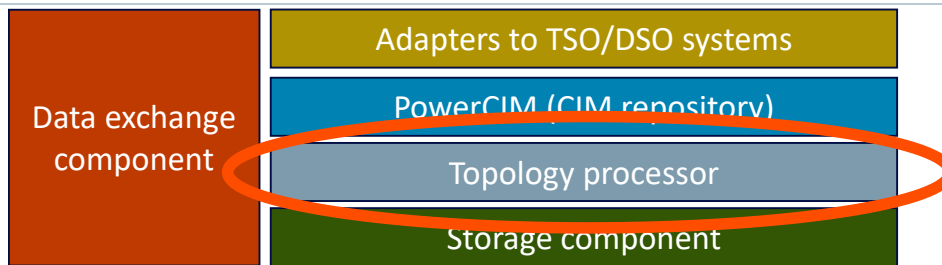 Adapters to TSO/DSO systems
PowerCIM (CIM repository)
Data exchange
component
Topology processor
Storage component